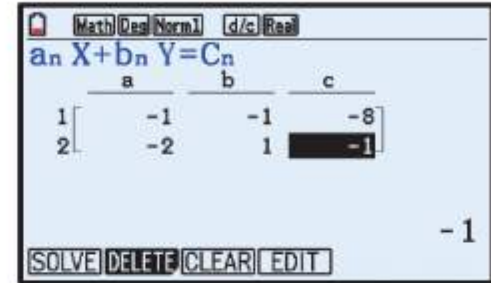 Math Deg Norm1 d/c Real
an X+bn Y=Cn
a b c
1 -1 -1 -8
2 -2 1 -1
-1
SOLVE DELETE CLEAR EDIT